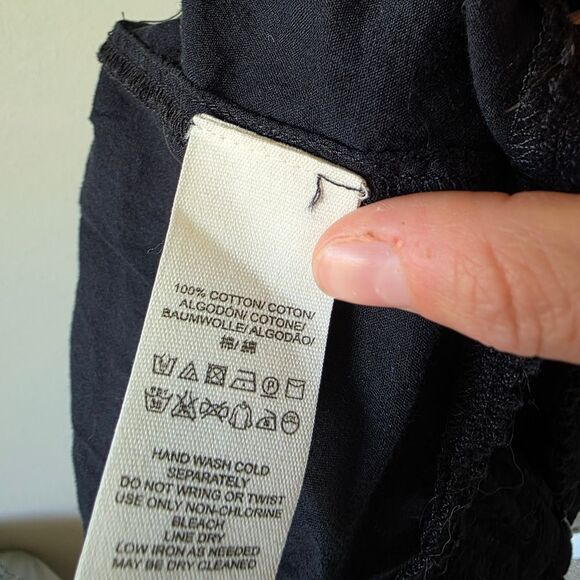 100% COTTON/ COTON/
ALGODÓN/ COTONE/
BAUMWOLLE/ ALGODÃO/
棉/ 綿
HAND WASH COLD
SEPARATELY
DO NOT WRING OR TWIST
USE ONLY NON-CHLORINE
BLEACH
LINE DRY
LOW IRON AS NEEDED
MAY BE DRY CLEANED